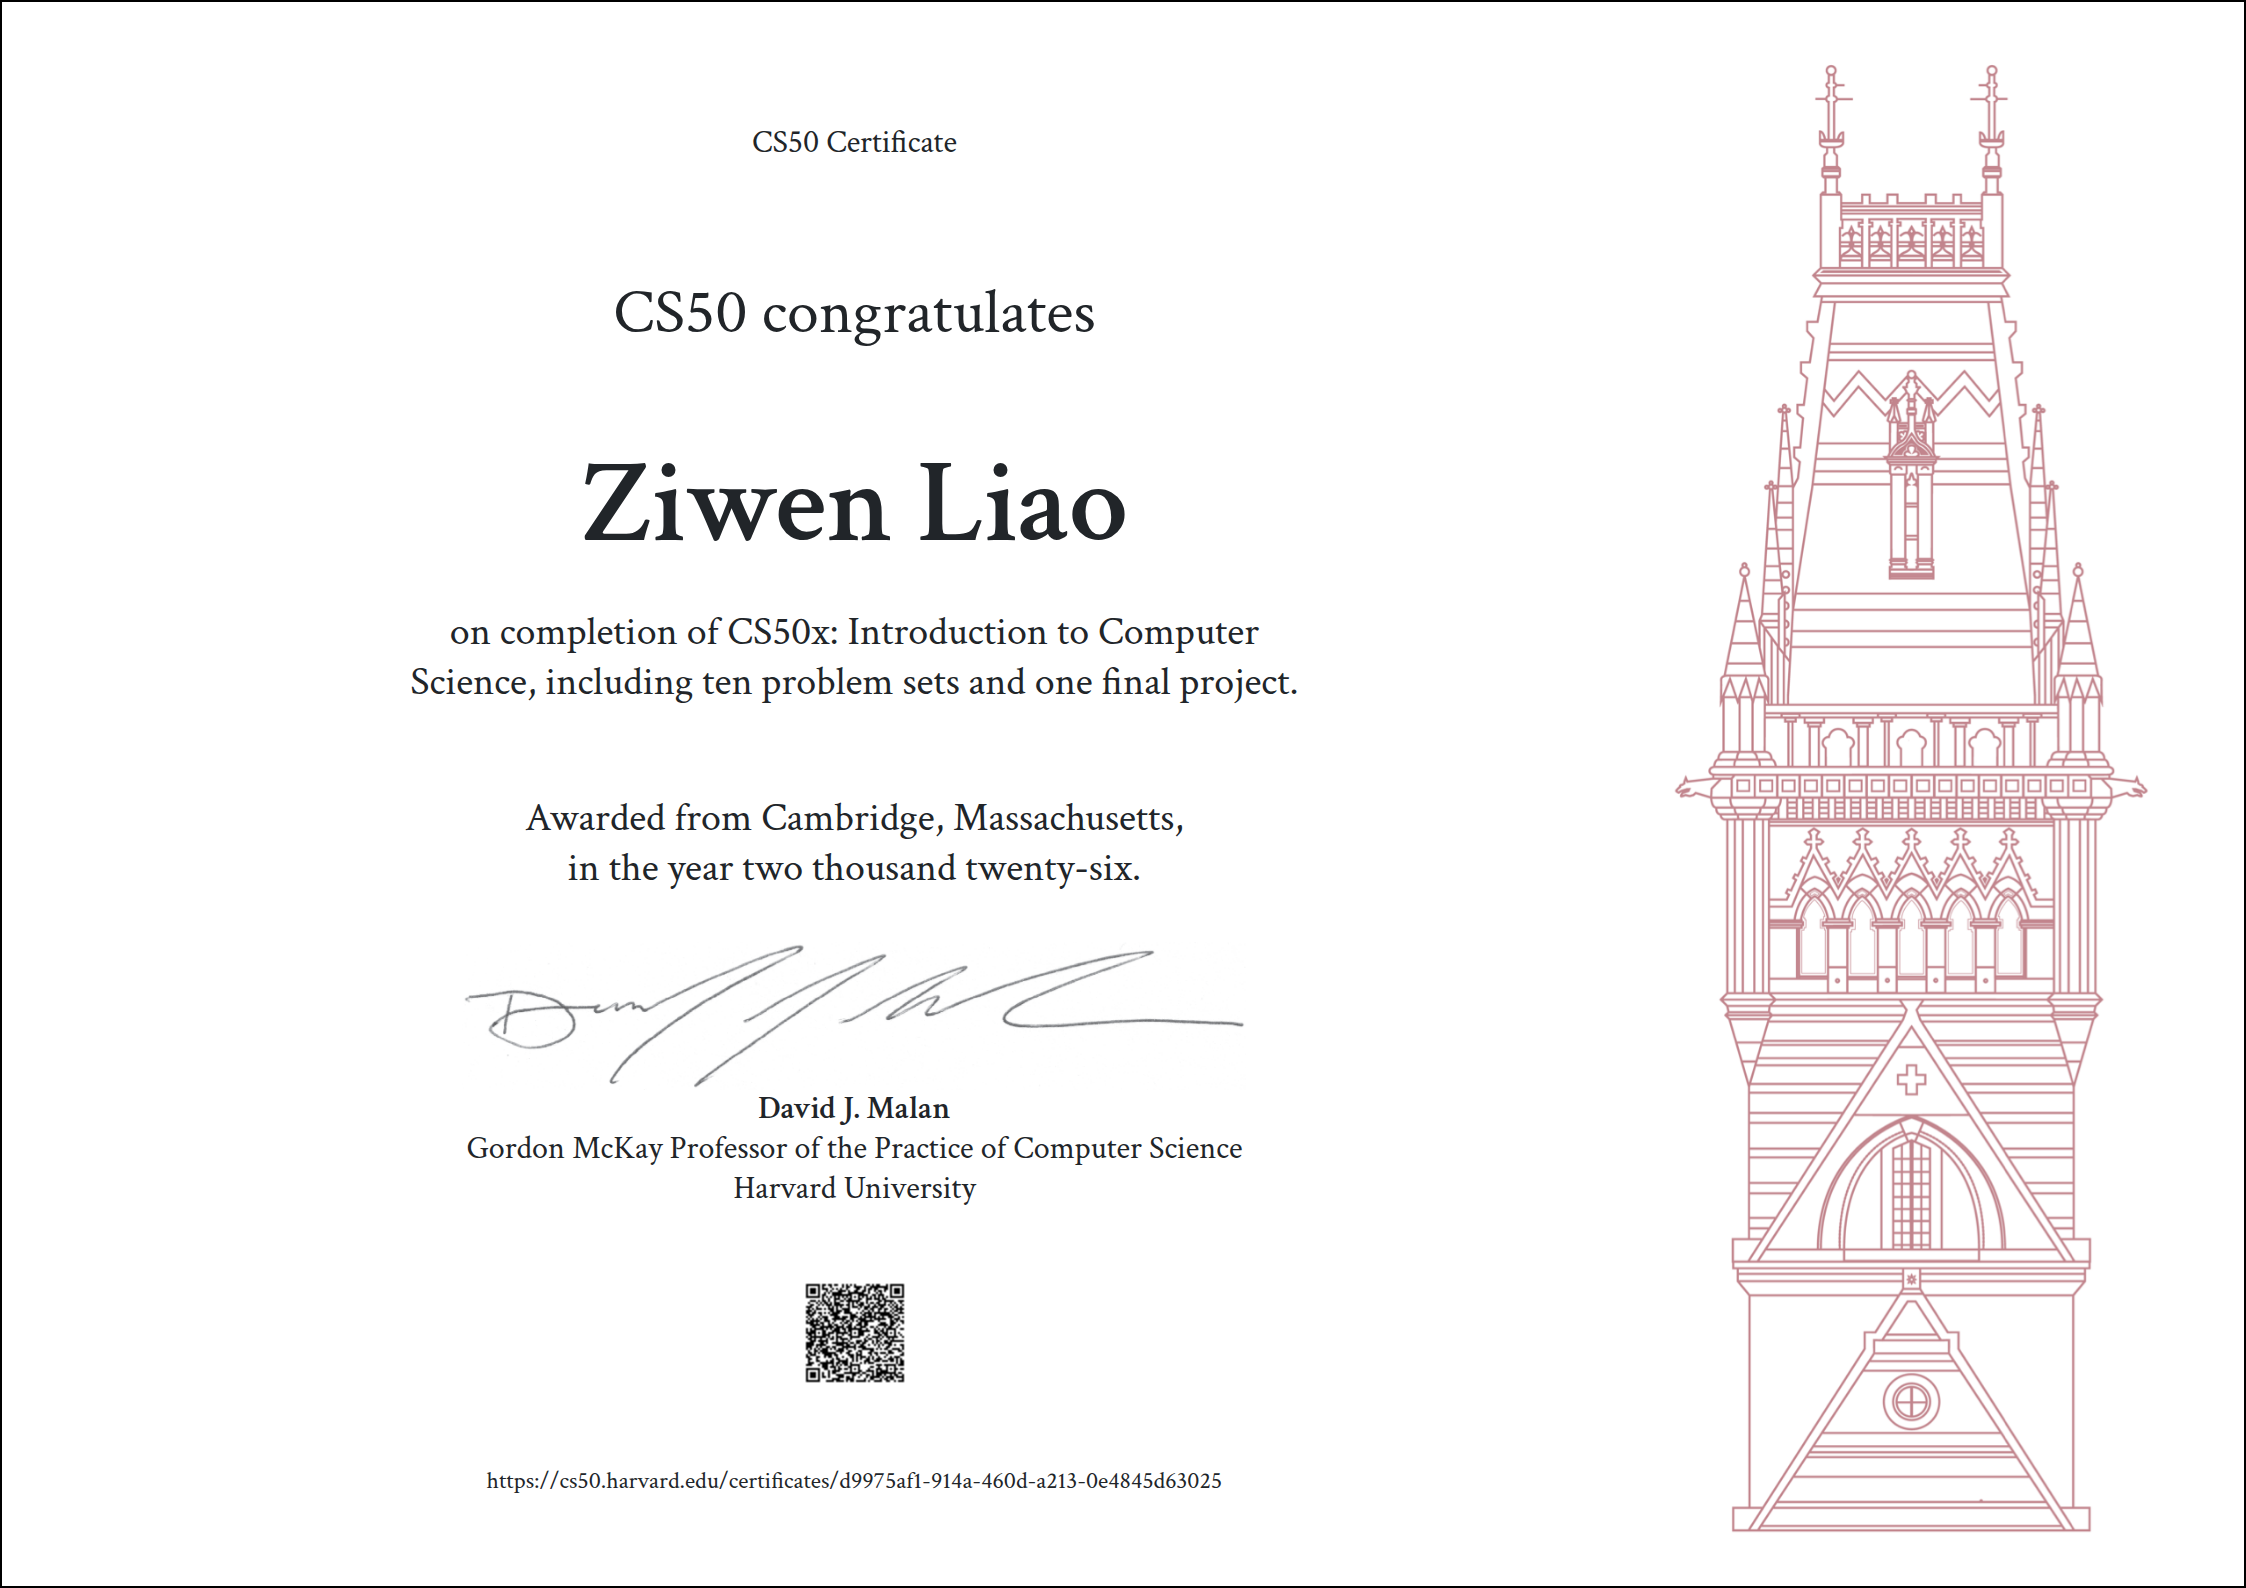 CS50 Certificate
CS50 congratulates
Ziwen Liao
on completion of CS50x: Introduction to Computer
Science, including ten problem sets and one final project.
Awarded from Cambridge, Massachusetts,
in the year two thousand twenty-six.
David J. Malan
Gordon McKay Professor of the Practice of Computer Science
Harvard University
https://cs50.harvard.edu/certificates/d9975af1-914a-460d-a213-0e4845d63025